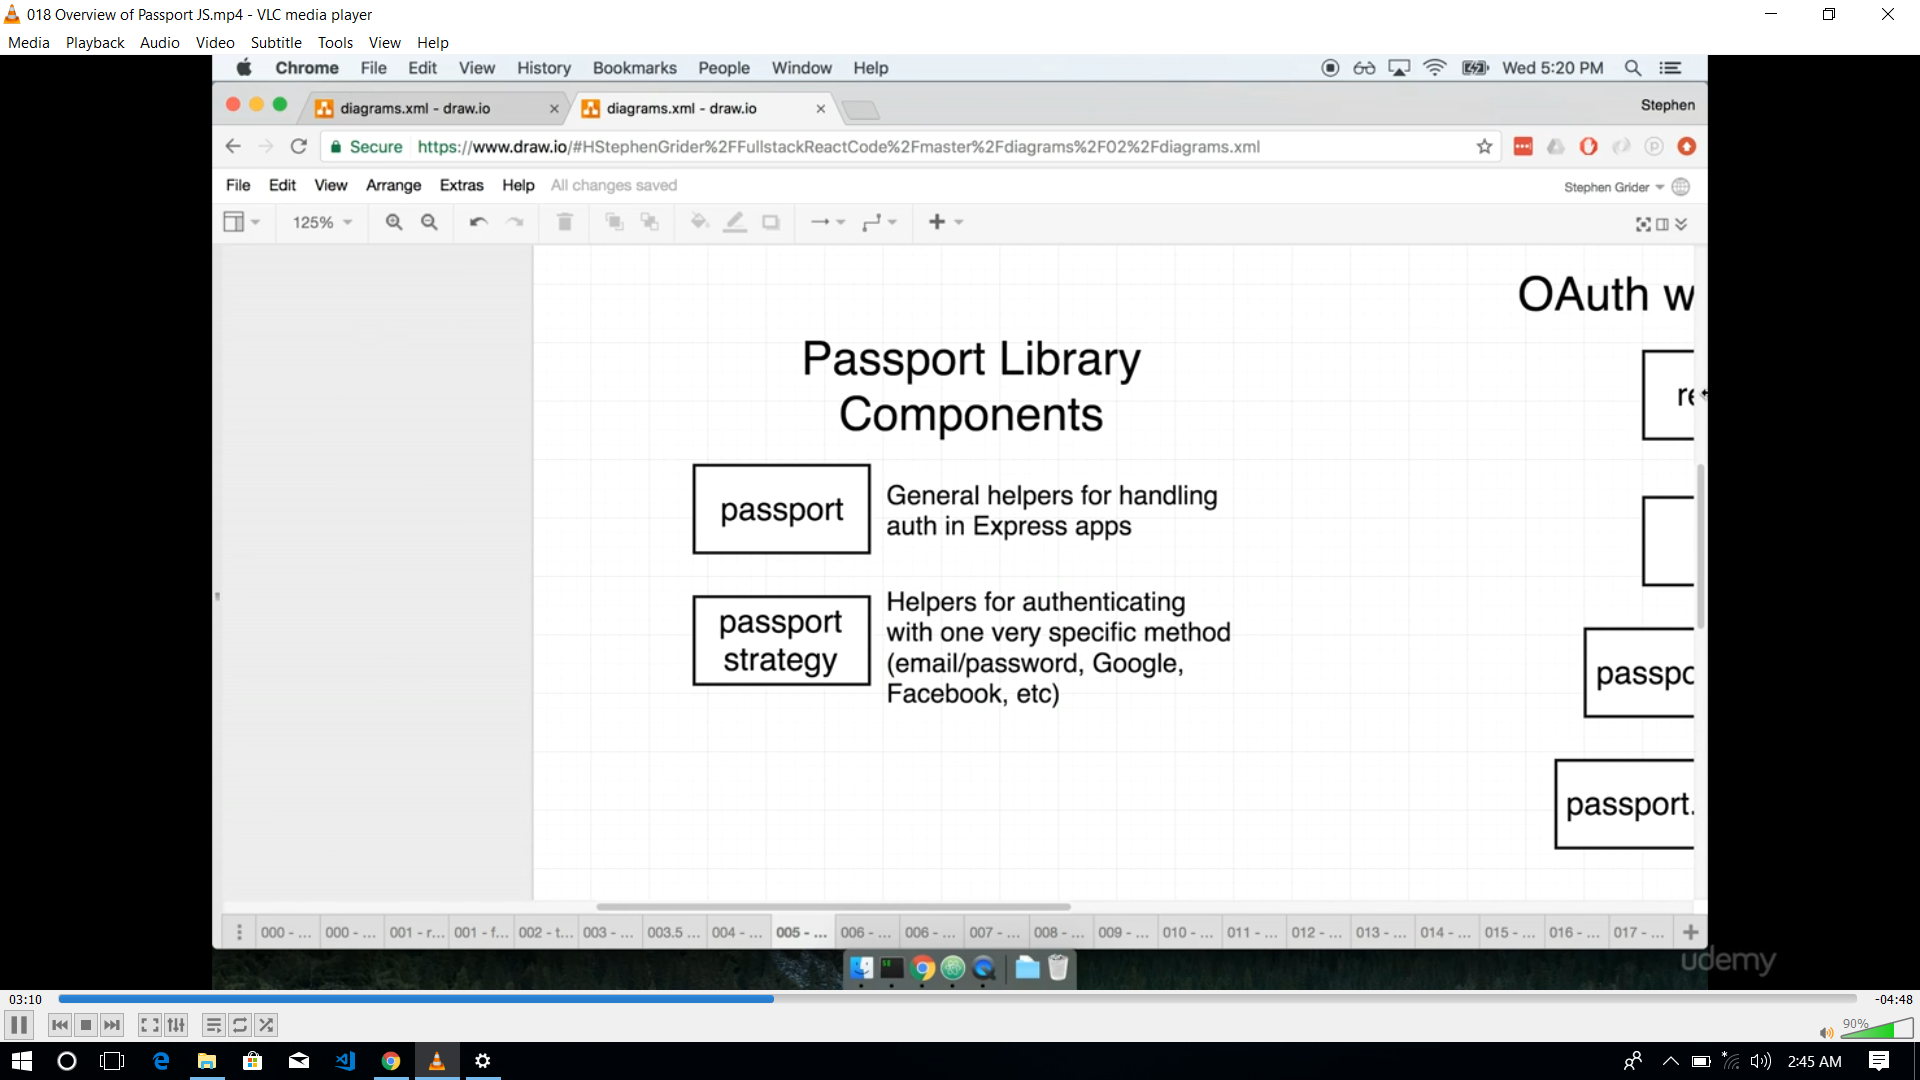 018 Overview of Passport JS.mp4 - VLC media player
Media Playback Audio Video Subtitle Tools View Help
Chrome File Edit View History Bookmarks People Window Help
Wed 5:20 PM
diagrams.xml - draw.io
diagrams.xml - draw.io
Stephen
Secure https://www.draw.io/#HStephenGrider%2FFullstackReactCode%2Fmaster%2Fdiagrams%2F02%2Fdiagrams.xml
File Edit View Arrange Extras Help All changes saved
Stephen Grider
125%
OAuth w
Passport Library
Components
re
passport
General helpers for handling
auth in Express apps
passport
strategy
Helpers for authenticating
with one very specific method
(email/password, Google,
Facebook, etc)
passpo
passport.
000 - ... 000 - ... 001 - r... 001 - f... 002 - t... 003 - ... 003.5 ... 004 - ... 005 - ... 006 - ... 006 - ... 007 - ... 008 - ... 009 - ... 010 - ... 011 - ... 012 - ... 013 - ... 014 - ... 015 - ... 016 - ... 017 - ...
udemy
03:10
-04:48
90%
2:45 AM